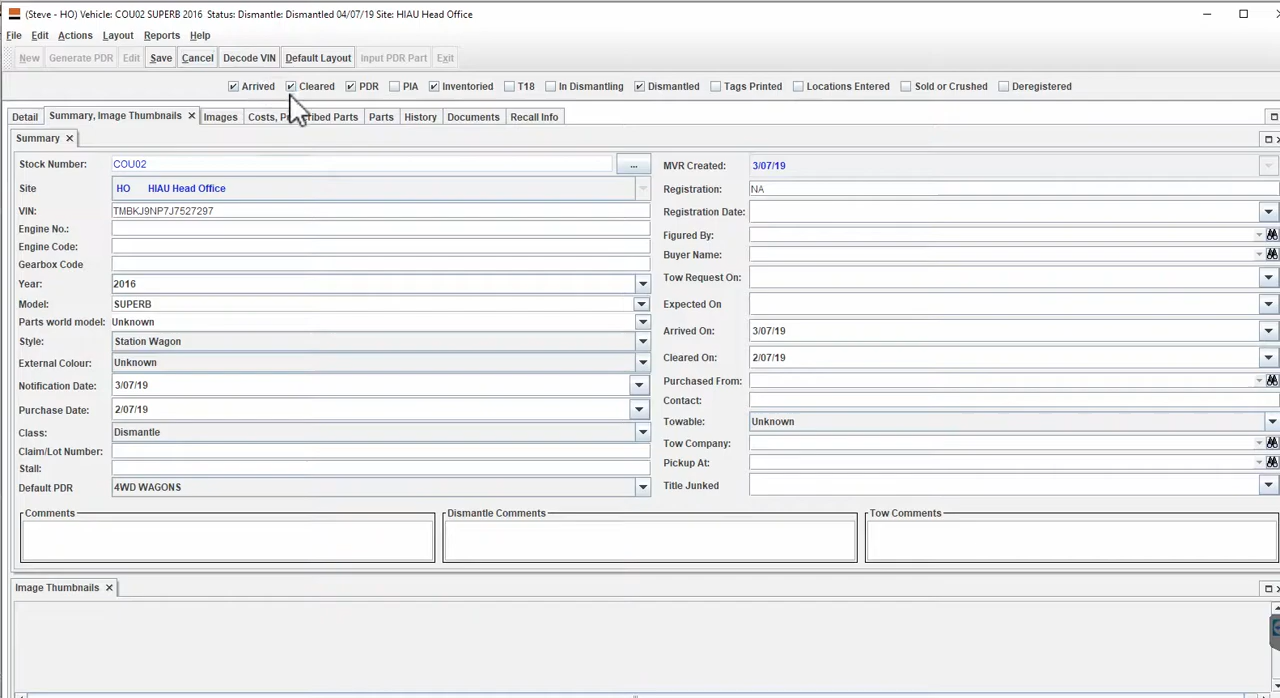 (Steve - HO) Vehicle: COU02 SUPERB 2016 Status: Dismantle: Dismantled 04/07/19 Site: HIAU Head Office
File Edit Actions Layout Reports Help
New Generate PDR Edit Save Cancel Decode VIN Default Layout Input PDR Part Exit
Arrived Cleared PDR PIA Inventoried T18 In Dismantling Dismantled Tags Printed Locations Entered Sold or Crushed Deregistered
Detail Summary, Image Thumbnails Images Costs, Parts Parts History Documents Recall Info
Summary
Stock Number: COU02 ... MVR Created: 3/07/19
Site HO HIAU Head Office Registration: NA
VIN: TMBKJ9NP7J7527297 Registration Date:
Engine No.: Figured By:
Engine Code: Buyer Name:
Gearbox Code Tow Request On:
Year: 2016 Expected On
Model: SUPERB
Parts world model: Unknown Arrived On: 3/07/19
Style: Station Wagon Cleared On: 2/07/19
External Colour: Unknown Purchased From:
Notification Date: 3/07/19 Contact:
Purchase Date: 2/07/19 Towable: Unknown
Class: Dismantle Tow Company:
Claim/Lot Number: Pickup At:
Stall:
Default PDR 4WD WAGONS Title Junked
Comments Dismantle Comments Tow Comments
Image Thumbnails